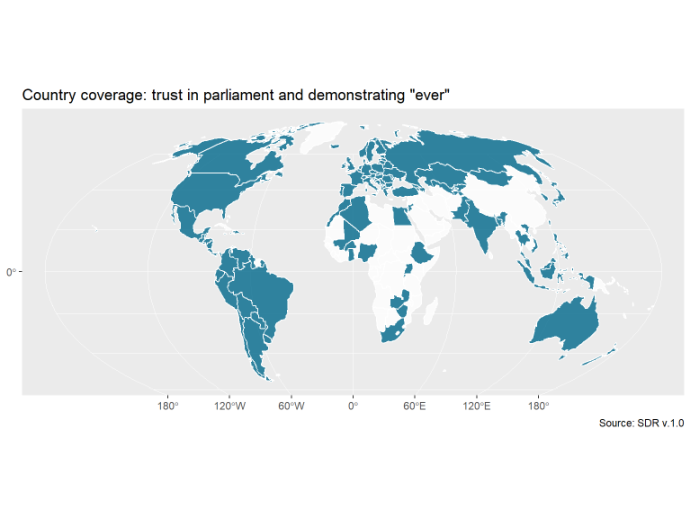 Country coverage: trust in parliament and demonstrating "ever"
0°
180° 120°W 60°W 0° 60°E 120°E 180°
Source: SDR v.1.0